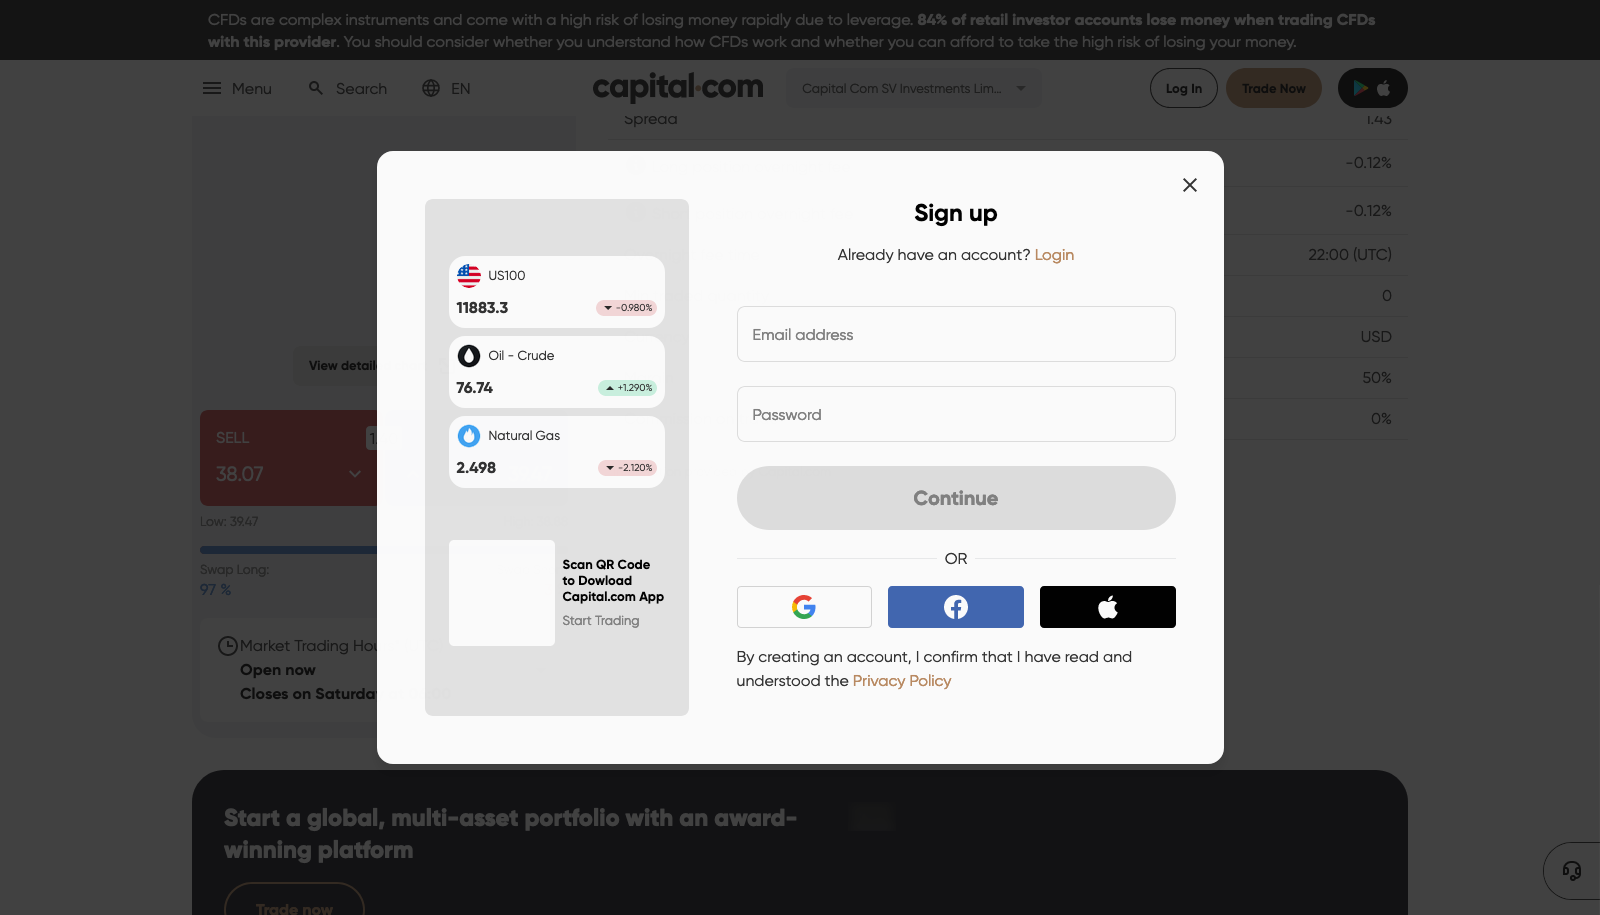 CFDs are complex instruments and come with a high risk of losing money rapidly due to leverage. 84% of retail investor accounts lose money when trading CFDs
with this provider. You should consider whether you understand how CFDs work and whether you can afford to take the high risk of losing your money.
Menu Search EN capital.com Capital Com SV Investments Lim... Log In Trade Now
Spread 1.43
-0.12%
-0.12%
22:00 (UTC)
0
USD
50%
0%
SELL
38.07
Low: 39.47
Swap Long:
97 %
Market Trading
Open now
Closes on
Sign up
Already have an account? Login
Email address
Password
Continue
OR
By creating an account, I confirm that I have read and
understood the Privacy Policy
US100
11883.3 -0.980%
Oil - Crude
76.74 +1.290%
Natural Gas
2.498 -2.120%
Scan QR Code
to Dowload
Capital.com App
Start Trading
View
Start a global, multi-asset portfolio with an award-
winning platform
Trade now